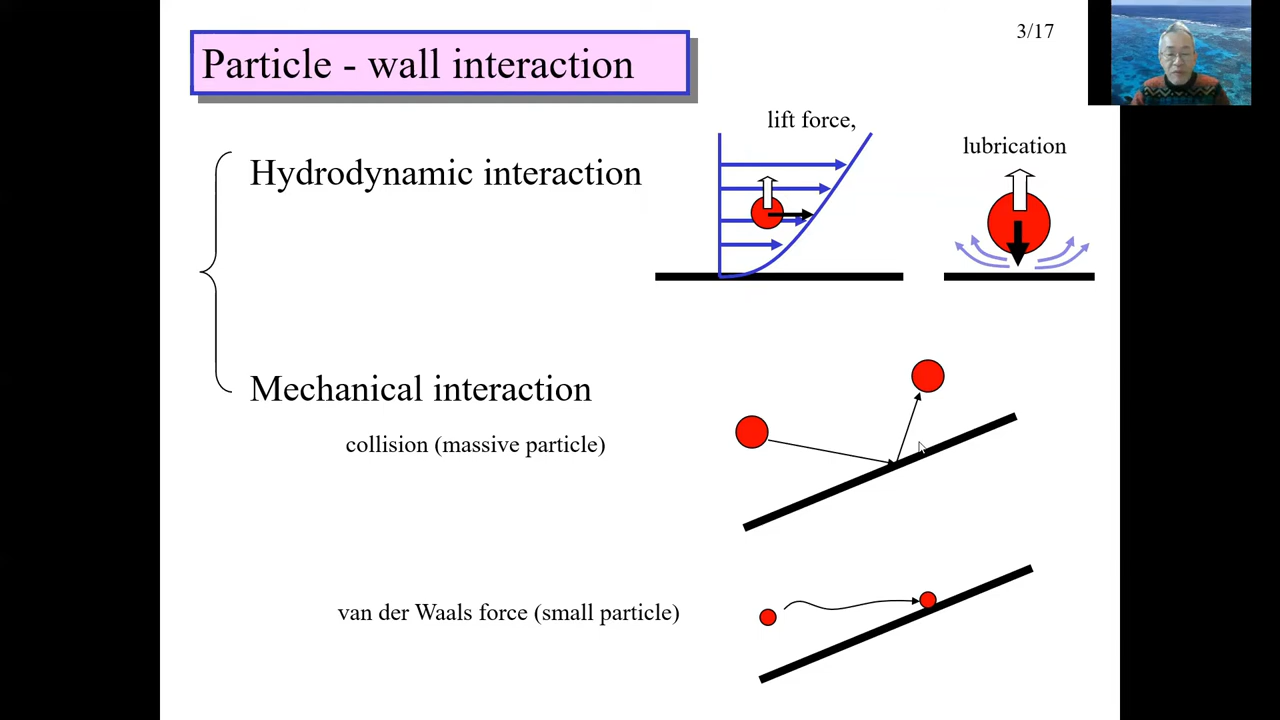 3/17
Particle - wall interaction
lift force,
lubrication
Hydrodynamic interaction
Mechanical interaction
collision (massive particle)
van der Waals force (small particle)